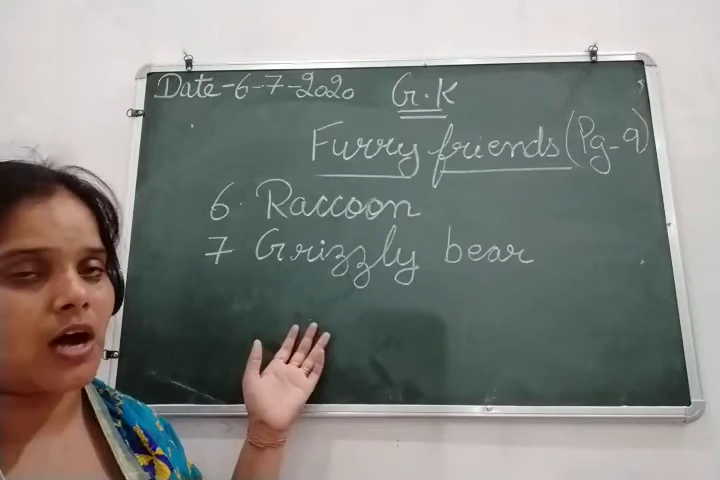 Date-6-7-2020 G.K
Furry friends (Pg-9)
6. Raccoon
7 Grizzly bear